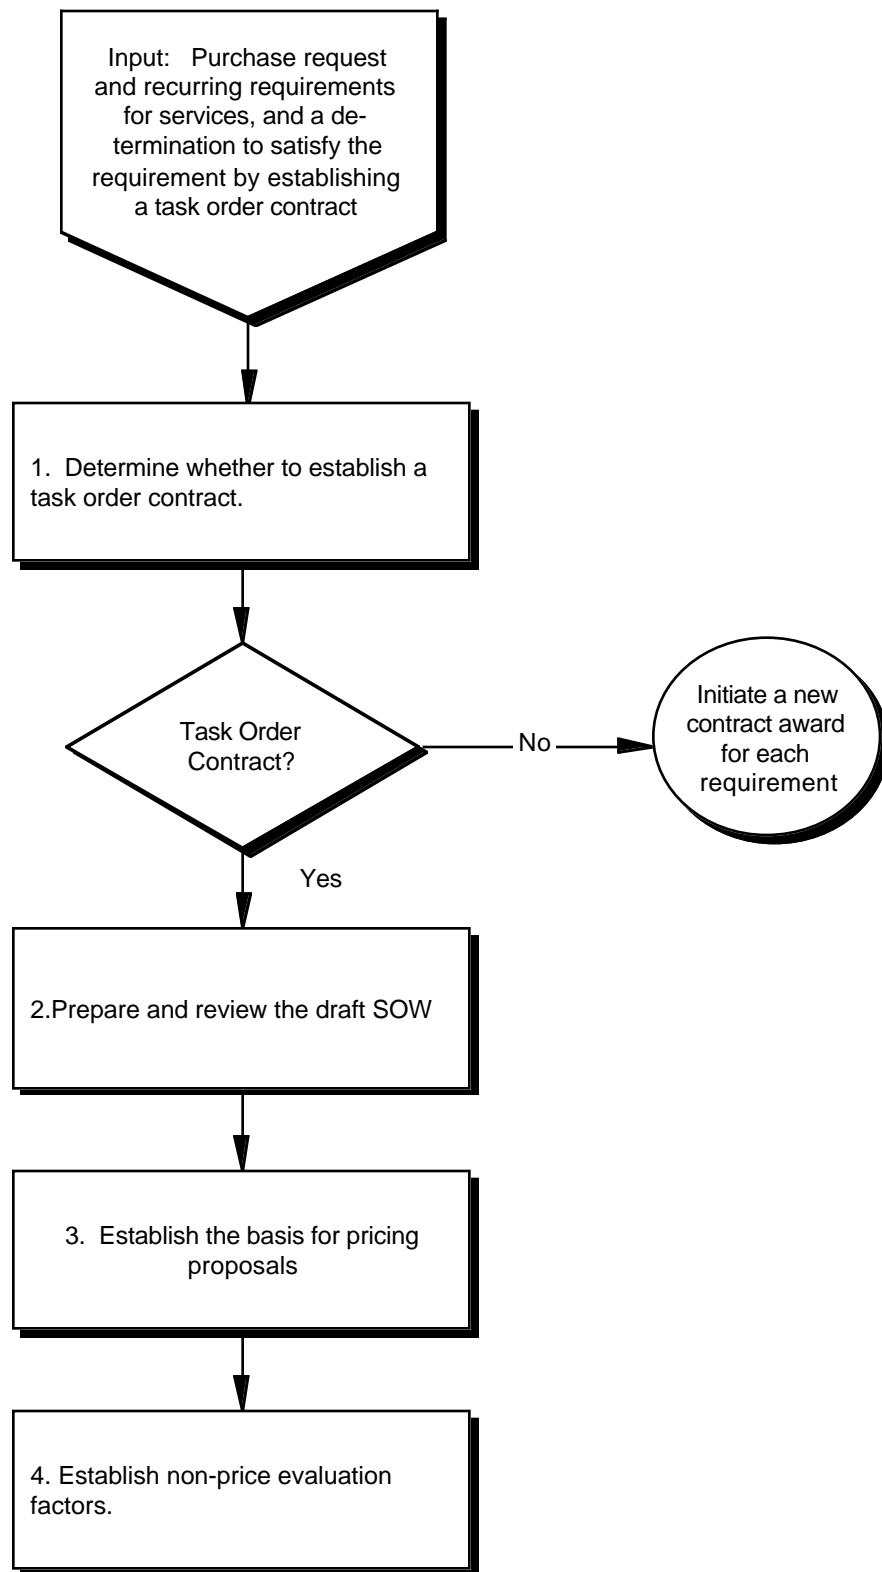 Input:   Purchase request
and recurring requirements
for services, and a de-
termination to satisfy the
requirement by establishing
a task order contract
1.  Determine whether to establish a
task order contract.
Task Order
Contract?
No
Initiate a new
contract award
for each
requirement
Yes
2.Prepare and review the draft SOW
3.  Establish the basis for pricing
proposals
4. Establish non-price evaluation
factors.